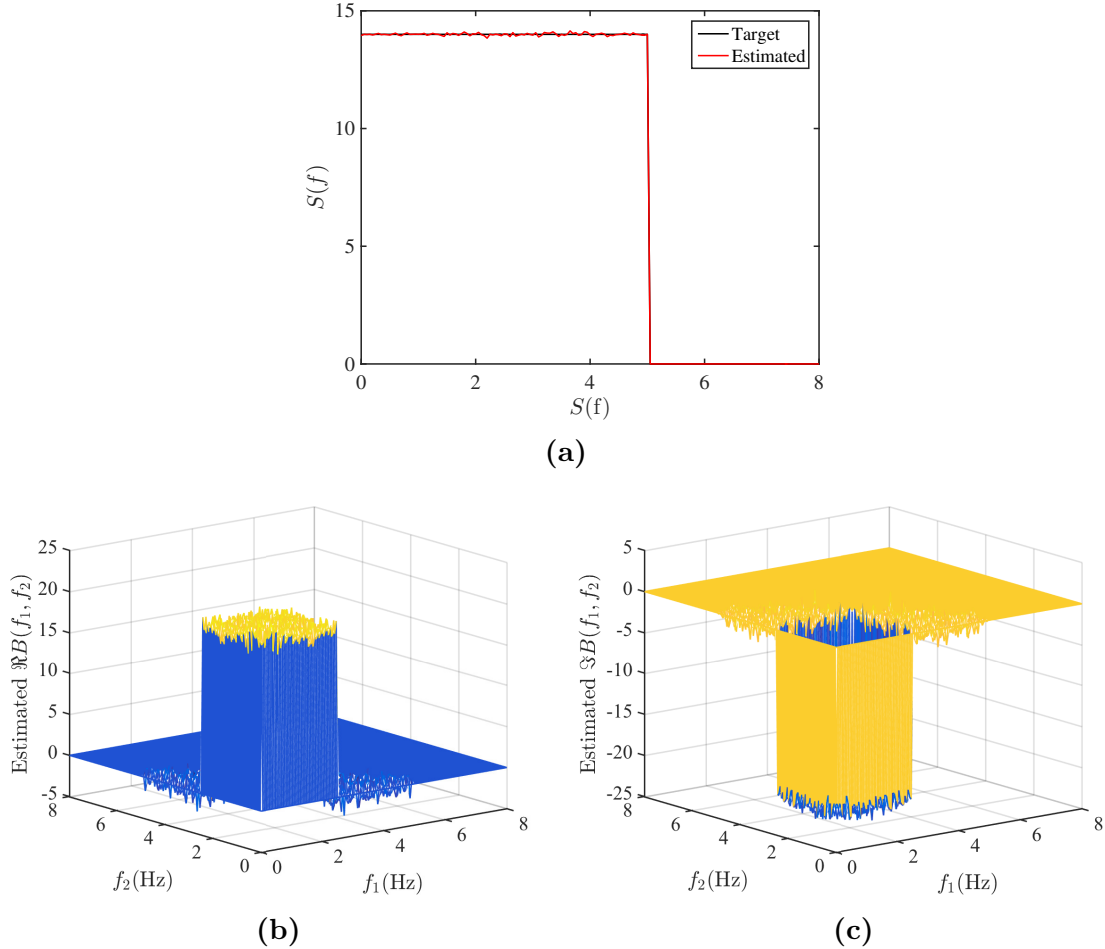 15
10
5
0
S(f)
Target
Estimated
0 2 4 6 8
S(f)
(a)
25
20
15
10
5
0
-5
Estimated ℜB(f₁, f₂)
8 6 4 2 0
0 2 4 6 8
f₂(Hz)
f₁(Hz)
(b)
5
0
-5
-10
-15
-20
-25
Estimated ℑB(f₁, f₂)
8 6 4 2 0
0 2 4 6 8
f₂(Hz)
f₁(Hz)
(c)